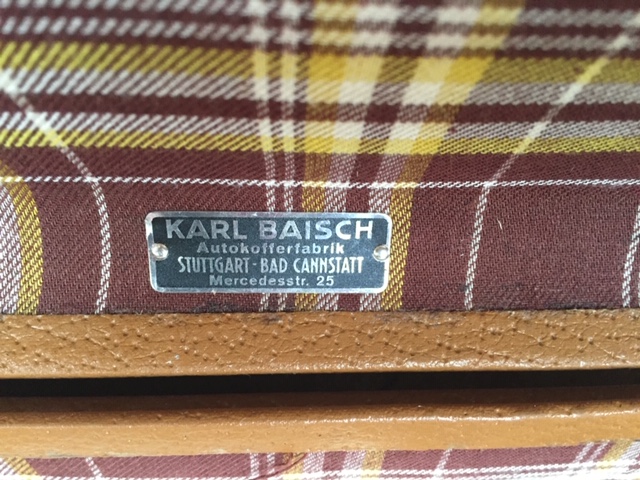 KARL BAISCH
Autokofferfabrik
STUTTGART-BAD CANNSTATT
Mercedesstr. 25